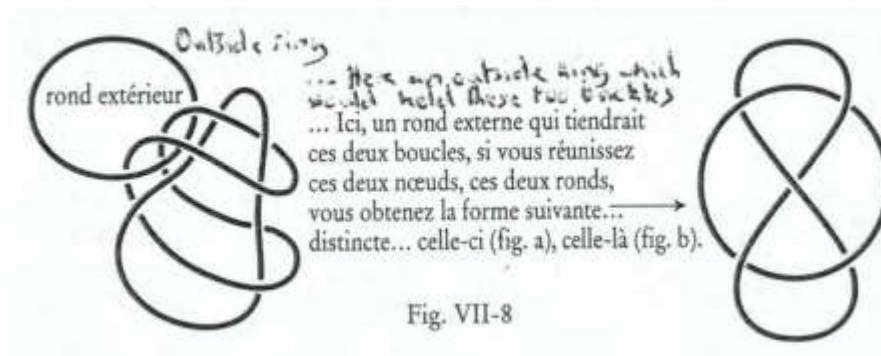 Outside ring
rond extérieur
... Here an outside ring which
would hold these two buckles
... Ici, un rond externe qui tiendrait
ces deux boucles, si vous réunissez
ces deux nœuds, ces deux ronds,
vous obtenez la forme suivante...
distincte... celle-ci (fig. a), celle-là (fig. b).
Fig. VII-8